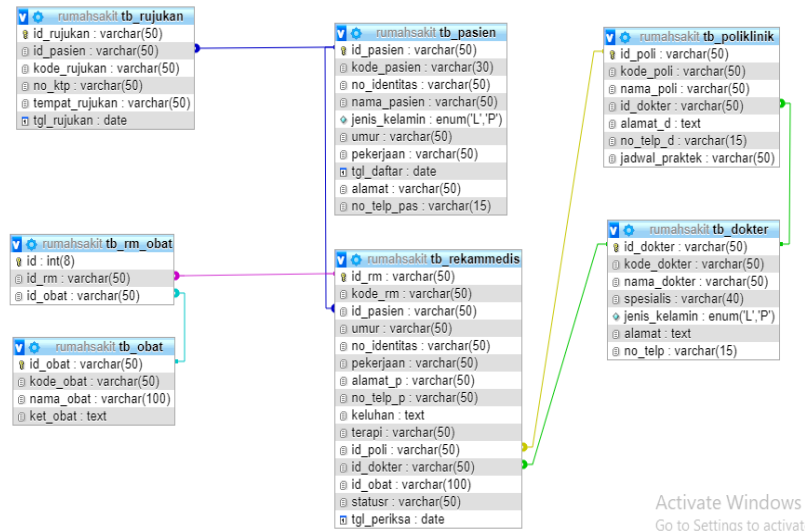 rumahsakit tb_rujukan
id_rujukan : varchar(50)
id_pasien : varchar(50)
kode_rujukan : varchar(50)
no_ktp : varchar(50)
tempat_rujukan : varchar(50)
tgl_rujukan : date
rumahsakit tb_pasien
id_pasien : varchar(50)
kode_pasien : varchar(30)
no_identitas : varchar(50)
nama_pasien : varchar(50)
jenis_kelamin : enum('L','P')
umur : varchar(50)
pekerjaan : varchar(50)
tgl_daftar : date
alamat : varchar(50)
no_telp_pas : varchar(15)
rumahsakit tb_poliklinik
id_poli : varchar(50)
kode_poli : varchar(50)
nama_poli : varchar(50)
id_dokter : varchar(50)
alamat_d : text
no_telp_d : varchar(15)
jadwal_praktek : varchar(50)
rumahsakit tb_rm_obat
id : int(8)
id_rm : varchar(50)
id_obat : varchar(50)
rumahsakit tb_obat
id_obat : varchar(50)
kode_obat : varchar(50)
nama_obat : varchar(100)
ket_obat : text
rumahsakit tb_rekammedis
id_rm : varchar(50)
kode_rm : varchar(50)
id_pasien : varchar(50)
umur : varchar(50)
no_identitas : varchar(50)
pekerjaan : varchar(50)
alamat_p : varchar(50)
no_telp_p : varchar(50)
keluhan : text
terapi : varchar(50)
id_poli : varchar(50)
id_dokter : varchar(50)
id_obat : varchar(100)
statusr : varchar(50)
tgl_periksa : date
rumahsakit tb_dokter
id_dokter : varchar(50)
kode_dokter : varchar(50)
nama_dokter : varchar(50)
spesialis : varchar(40)
jenis_kelamin : enum('L','P')
alamat : text
no_telp : varchar(15)
Activate Windows
Go to Settings to activat